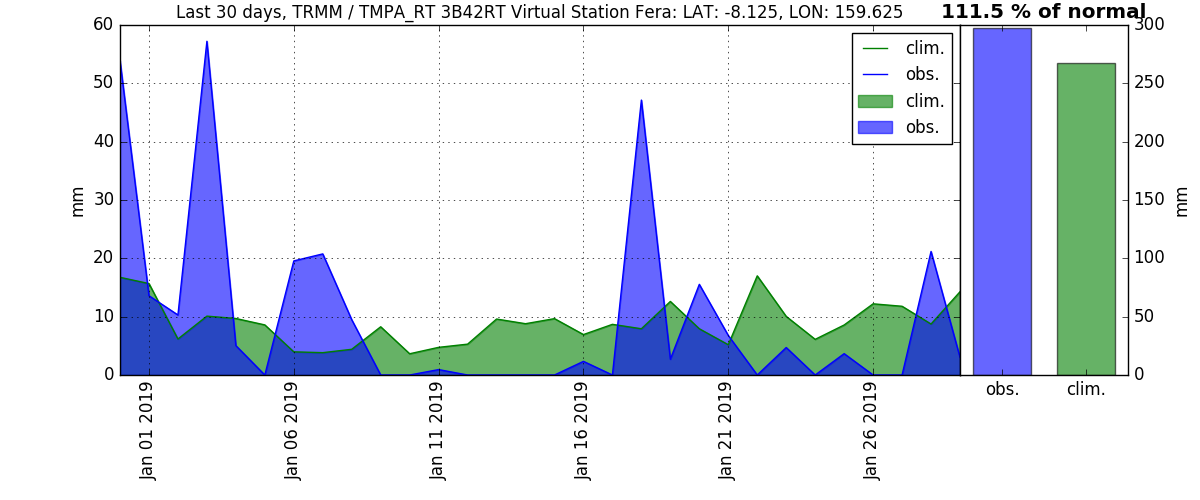 Last 30 days, TRMM / TMPA_RT 3B42RT Virtual Station Fera: LAT: -8.125, LON: 159.625
111.5 % of normal
60
50
40
30
20
10
0
mm
clim.
obs.
clim.
obs.
300
250
200
150
100
50
0
mm
Jan 01 2019
Jan 06 2019
Jan 11 2019
Jan 16 2019
Jan 21 2019
Jan 26 2019
obs.
clim.